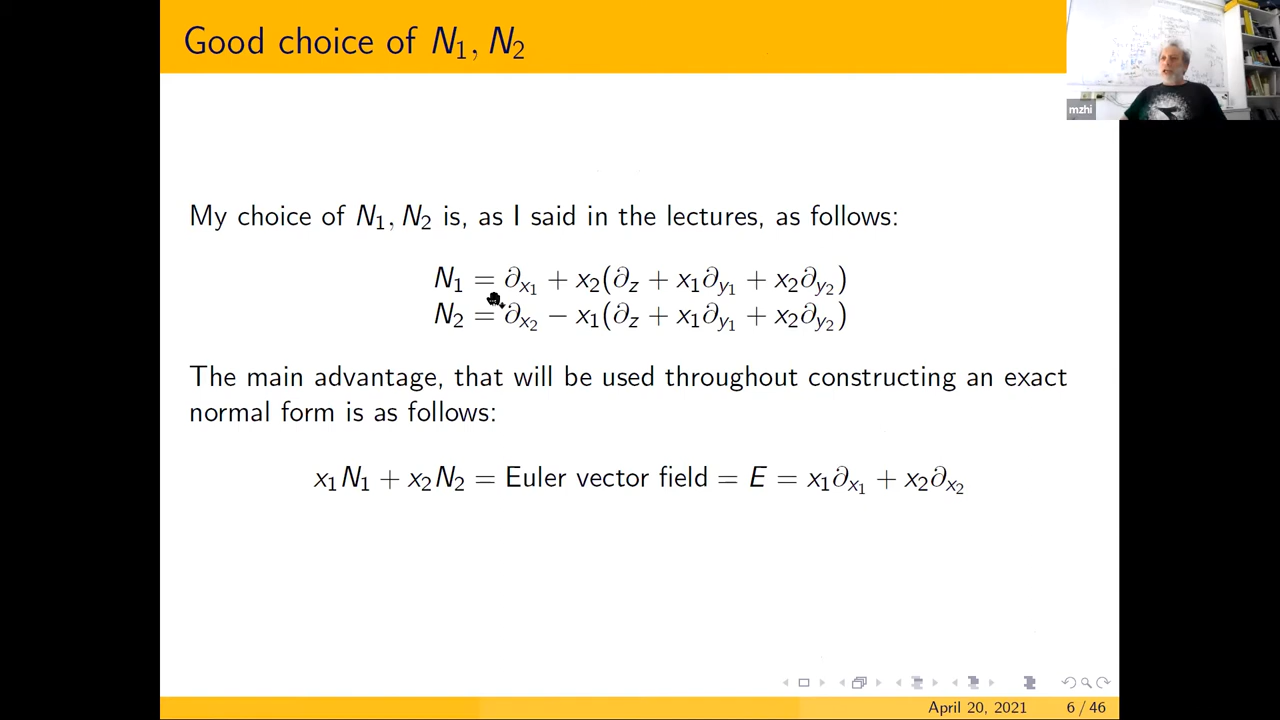 Good choice of N₁, N₂
mzhi
My choice of N₁, N₂ is, as I said in the lectures, as follows:
N₁ = ∂ₓ₁ + x₂(∂_z + x₁∂_y₁ + x₂∂_y₂)
N₂ = ∂ₓ₂ − x₁(∂_z + x₁∂_y₁ + x₂∂_y₂)
The main advantage, that will be used throughout constructing an exact
normal form is as follows:
x₁N₁ + x₂N₂ = Euler vector field = E = x₁∂ₓ₁ + x₂∂ₓ₂
April 20, 2021 6 / 46